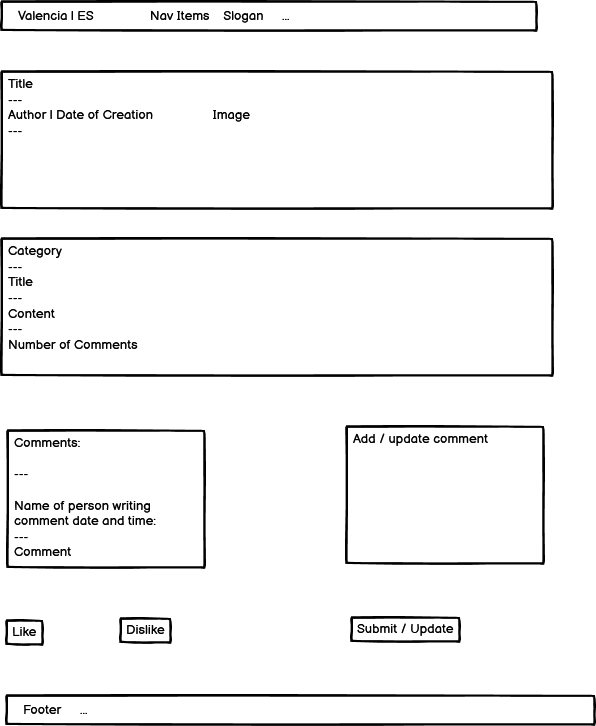 Valencia | ES Nav Items Slogan ...
Title
---
Author | Date of Creation Image
---
Category
---
Title
---
Content
---
Number of Comments
Comments:
---
Name of person writing
comment date and time:
---
Comment
Add / update comment
Like Dislike Submit / Update
Footer ...